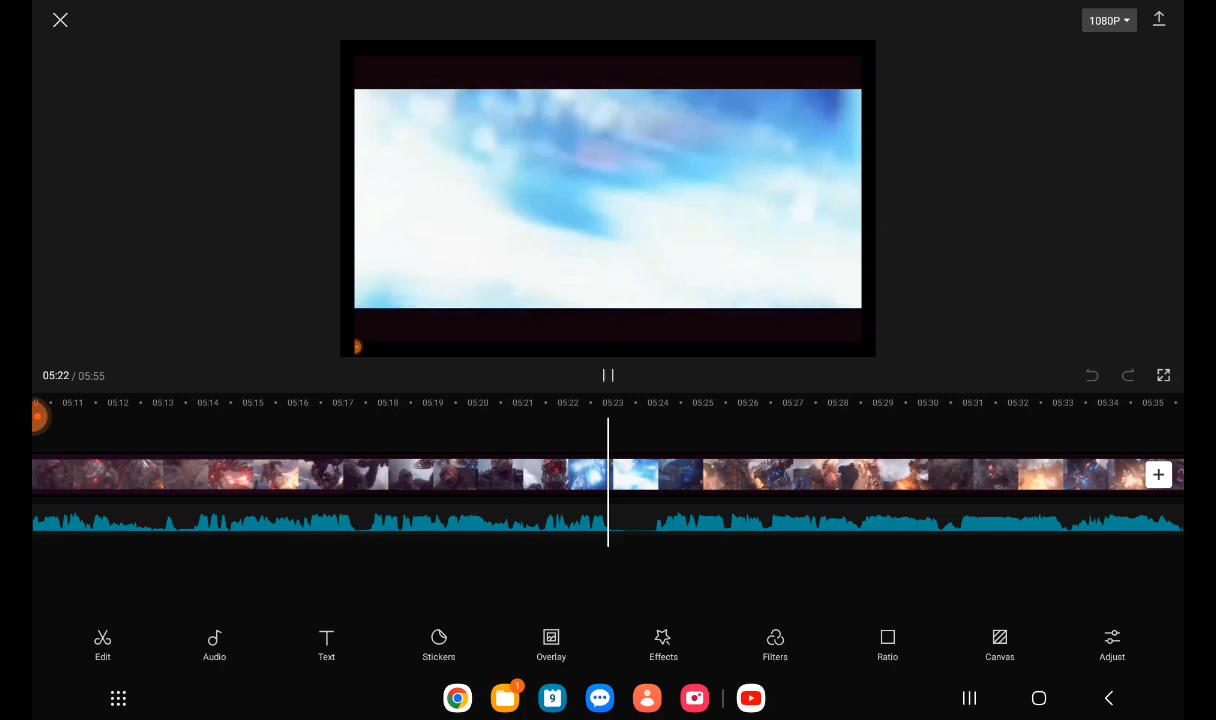 1080P
05:22 / 05:55
05:11 05:12 05:13 05:14 05:15 05:16 05:17 05:18 05:19 05:20 05:21 05:22 05:23 05:24 05:25 05:26 05:27 05:28 05:29 05:30 05:31 05:32 05:33 05:34 05:35
Edit Audio Text Stickers Overlay Effects Filters Ratio Canvas Adjust
1
9